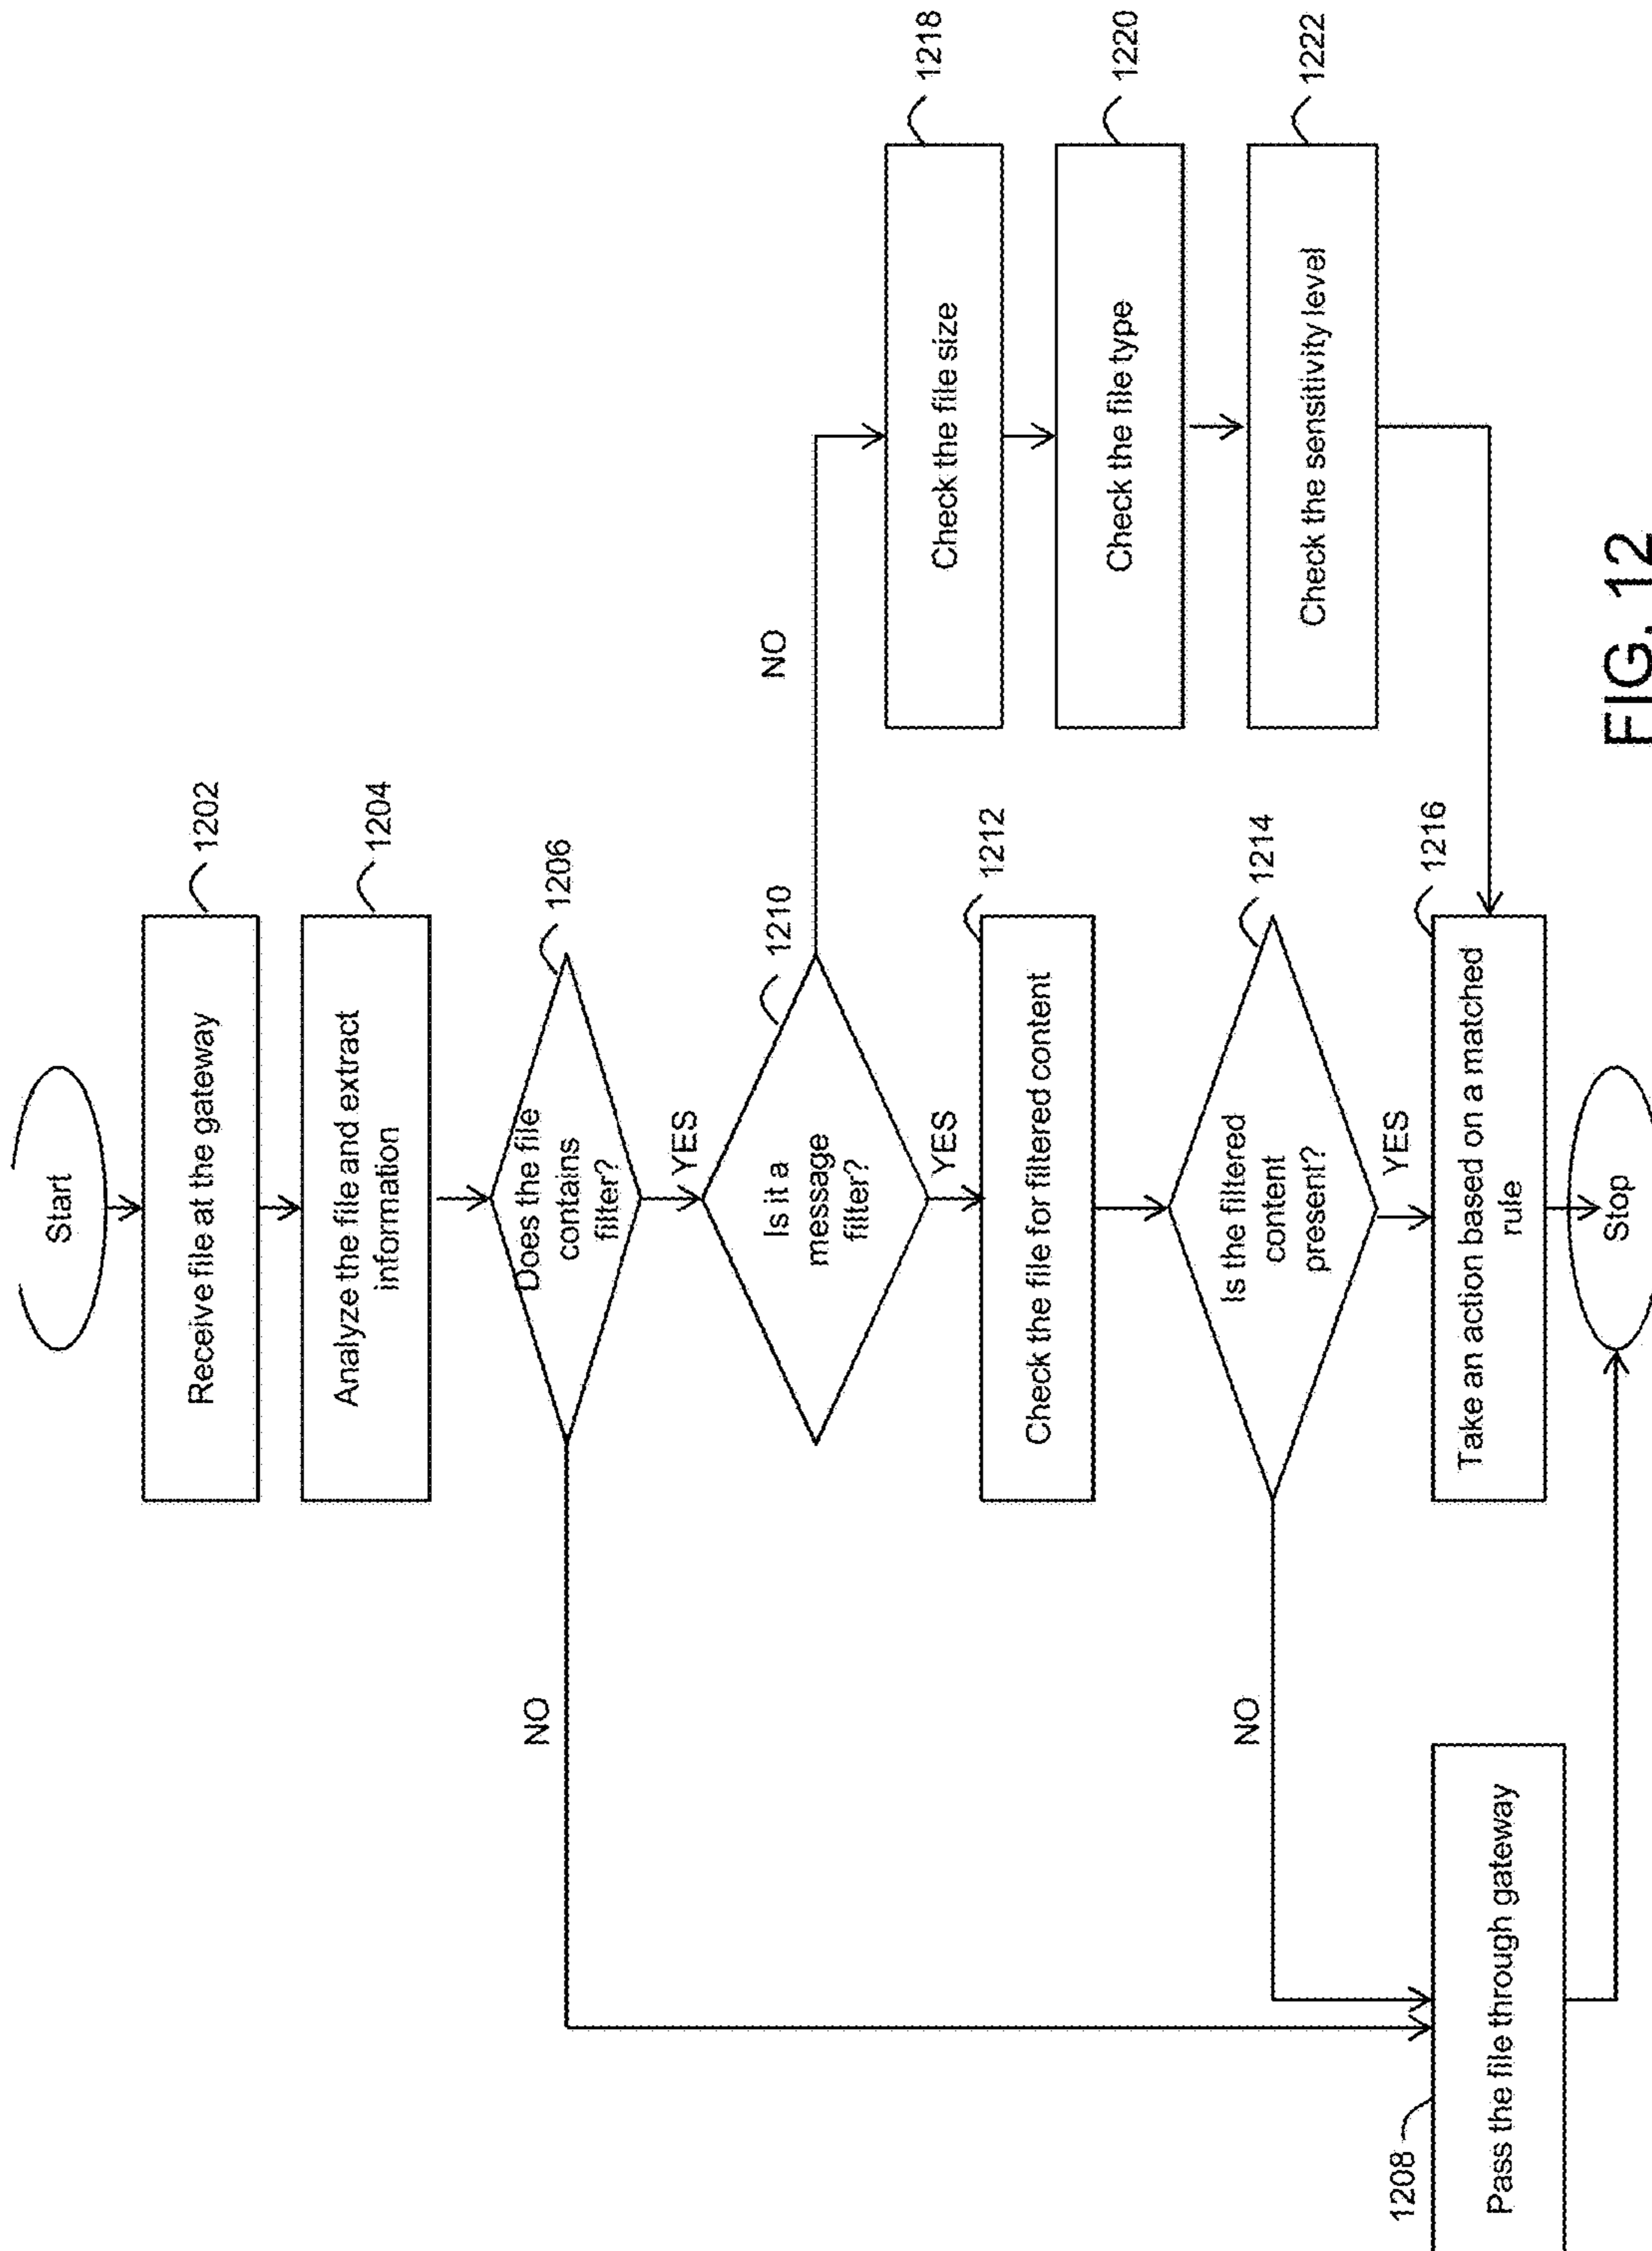 Start
Receive file at the gateway
1202
Analyze the file and extract
information
1204
Does the file
contains
filter?
1206
NO
YES
Is it a
message
filter?
1210
NO
YES
Check the file for filtered content
1212
Check the file size
1218
Check the file type
1220
Check the sensitivity level
1222
Is the filtered
content
present?
1214
NO
YES
Take an action based on a matched
rule
1216
1208
Pass the file through gateway
Stop
FIG. 12